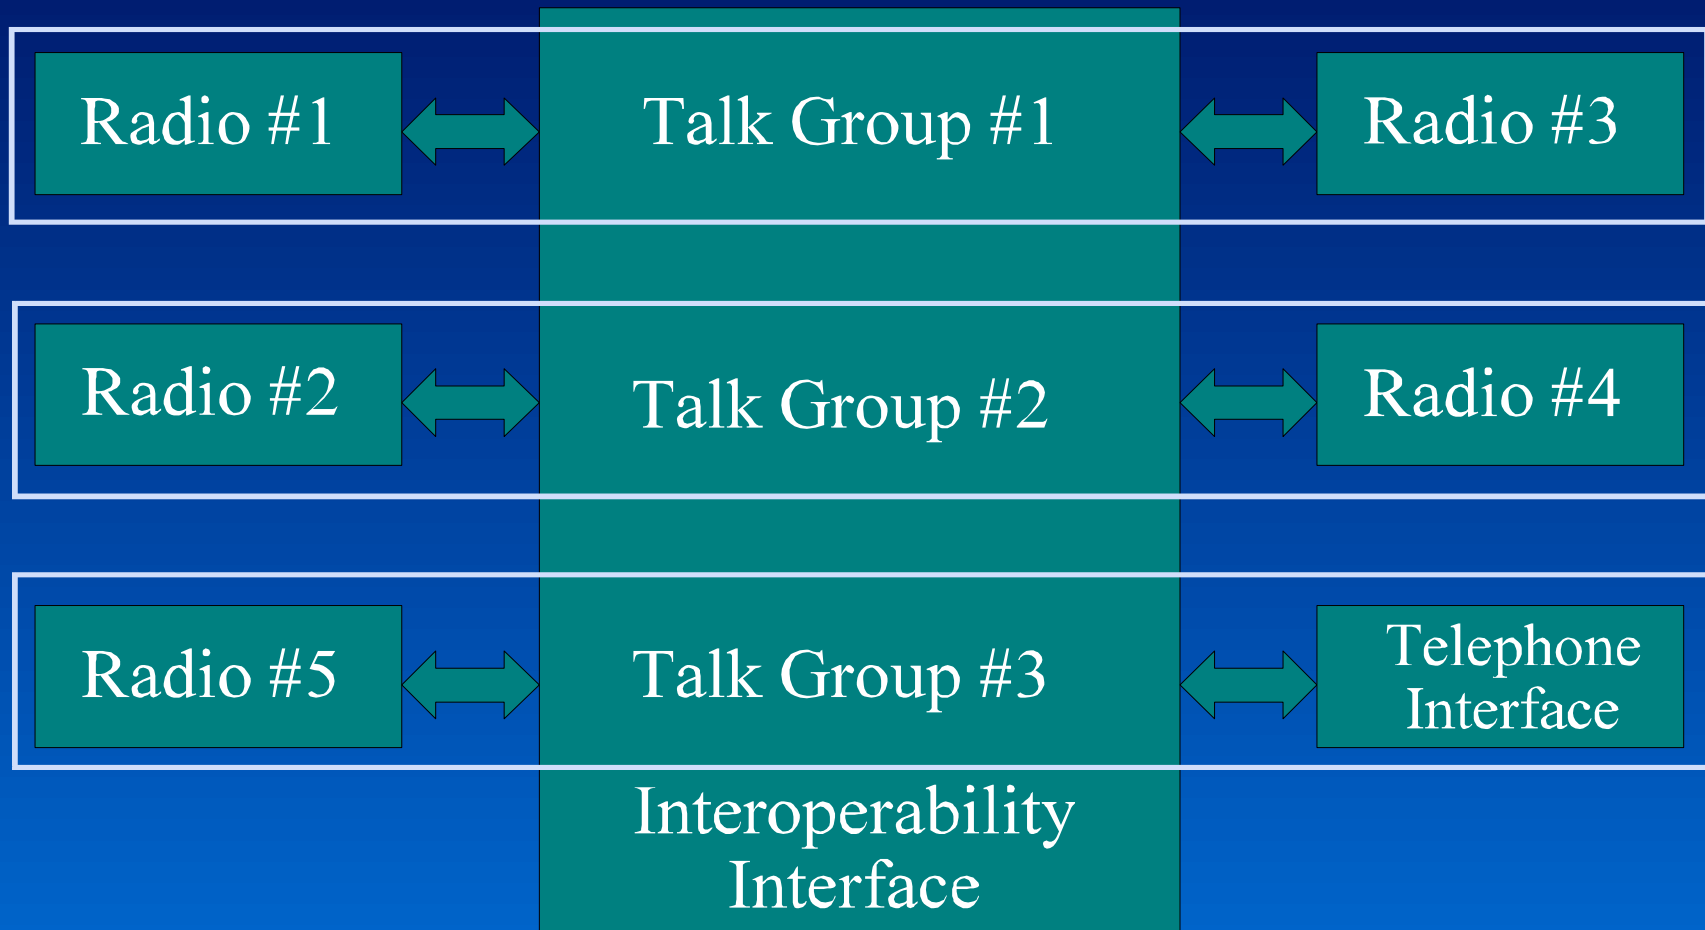 Radio #1
Talk Group #1
Radio #3
Radio #2
Talk Group #2
Radio #4
Radio #5
Talk Group #3
Telephone
Interface
Interoperability
Interface